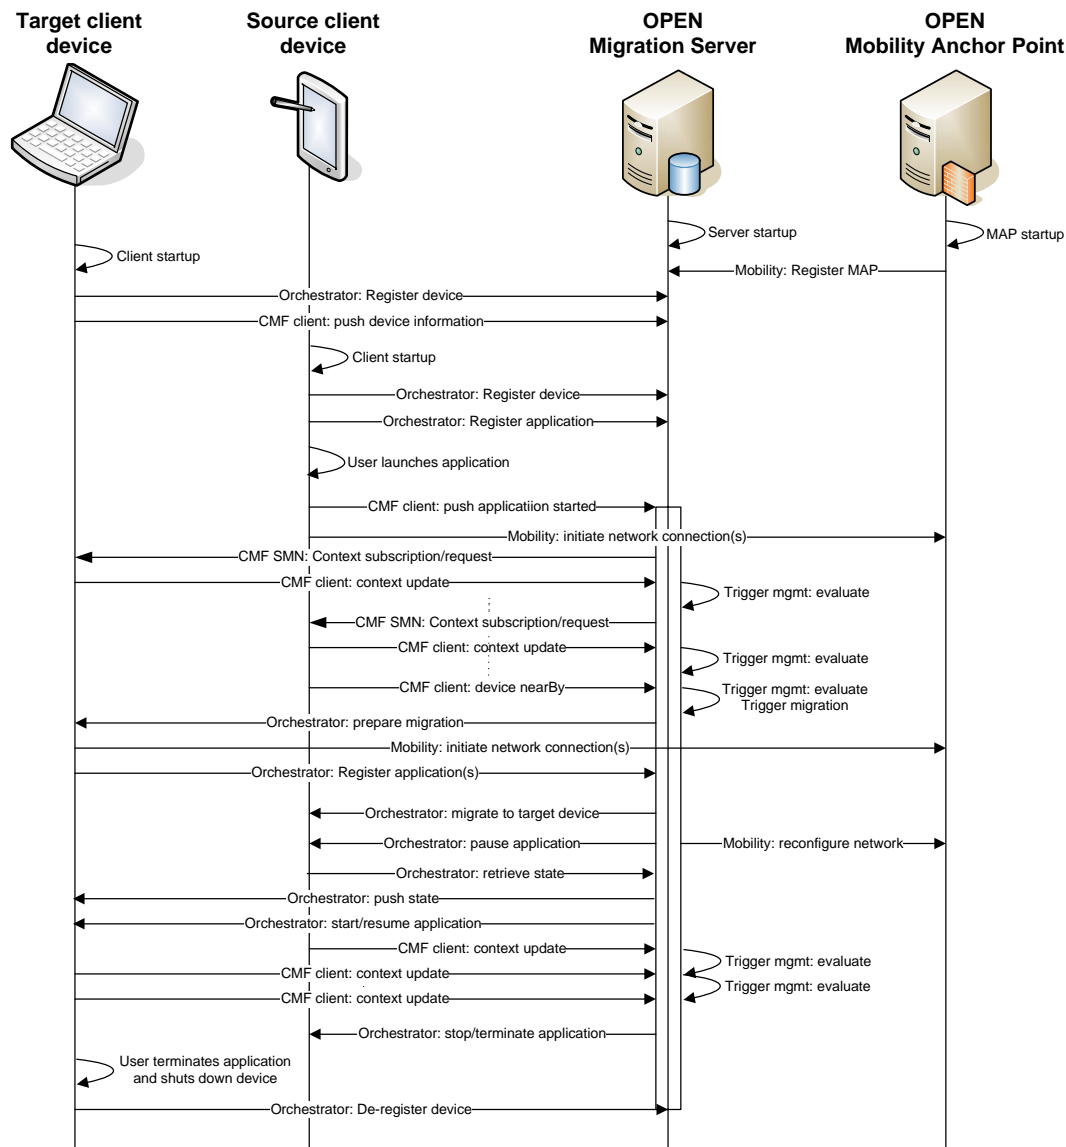 Target client
device
Source client
device
OPEN
Migration Server
OPEN
Mobility Anchor Point
Server startup
MAP startup
Client startup
Mobility: Register MAP
Orchestrator: Register device
CMF client: push device information
Client startup
Orchestrator: Register device
Orchestrator: Register application
User launches application
CMF client: push applicatiion started
Mobility: initiate network connection(s)
CMF SMN: Context subscription/request
CMF client: context update
Trigger mgmt: evaluate
CMF SMN: Context subscription/request
CMF client: context update
Trigger mgmt: evaluate
CMF client: device nearBy
Trigger mgmt: evaluate
Trigger migration
Orchestrator: prepare migration
Mobility: initiate network connection(s)
Orchestrator: Register application(s)
Orchestrator: migrate to target device
Orchestrator: pause application
Mobility: reconfigure network
Orchestrator: retrieve state
Orchestrator: push state
Orchestrator: start/resume application
CMF client: context update
Trigger mgmt: evaluate
CMF client: context update
Trigger mgmt: evaluate
CMF client: context update
Orchestrator: stop/terminate application
User terminates application
and shuts down device
Orchestrator: De-register device